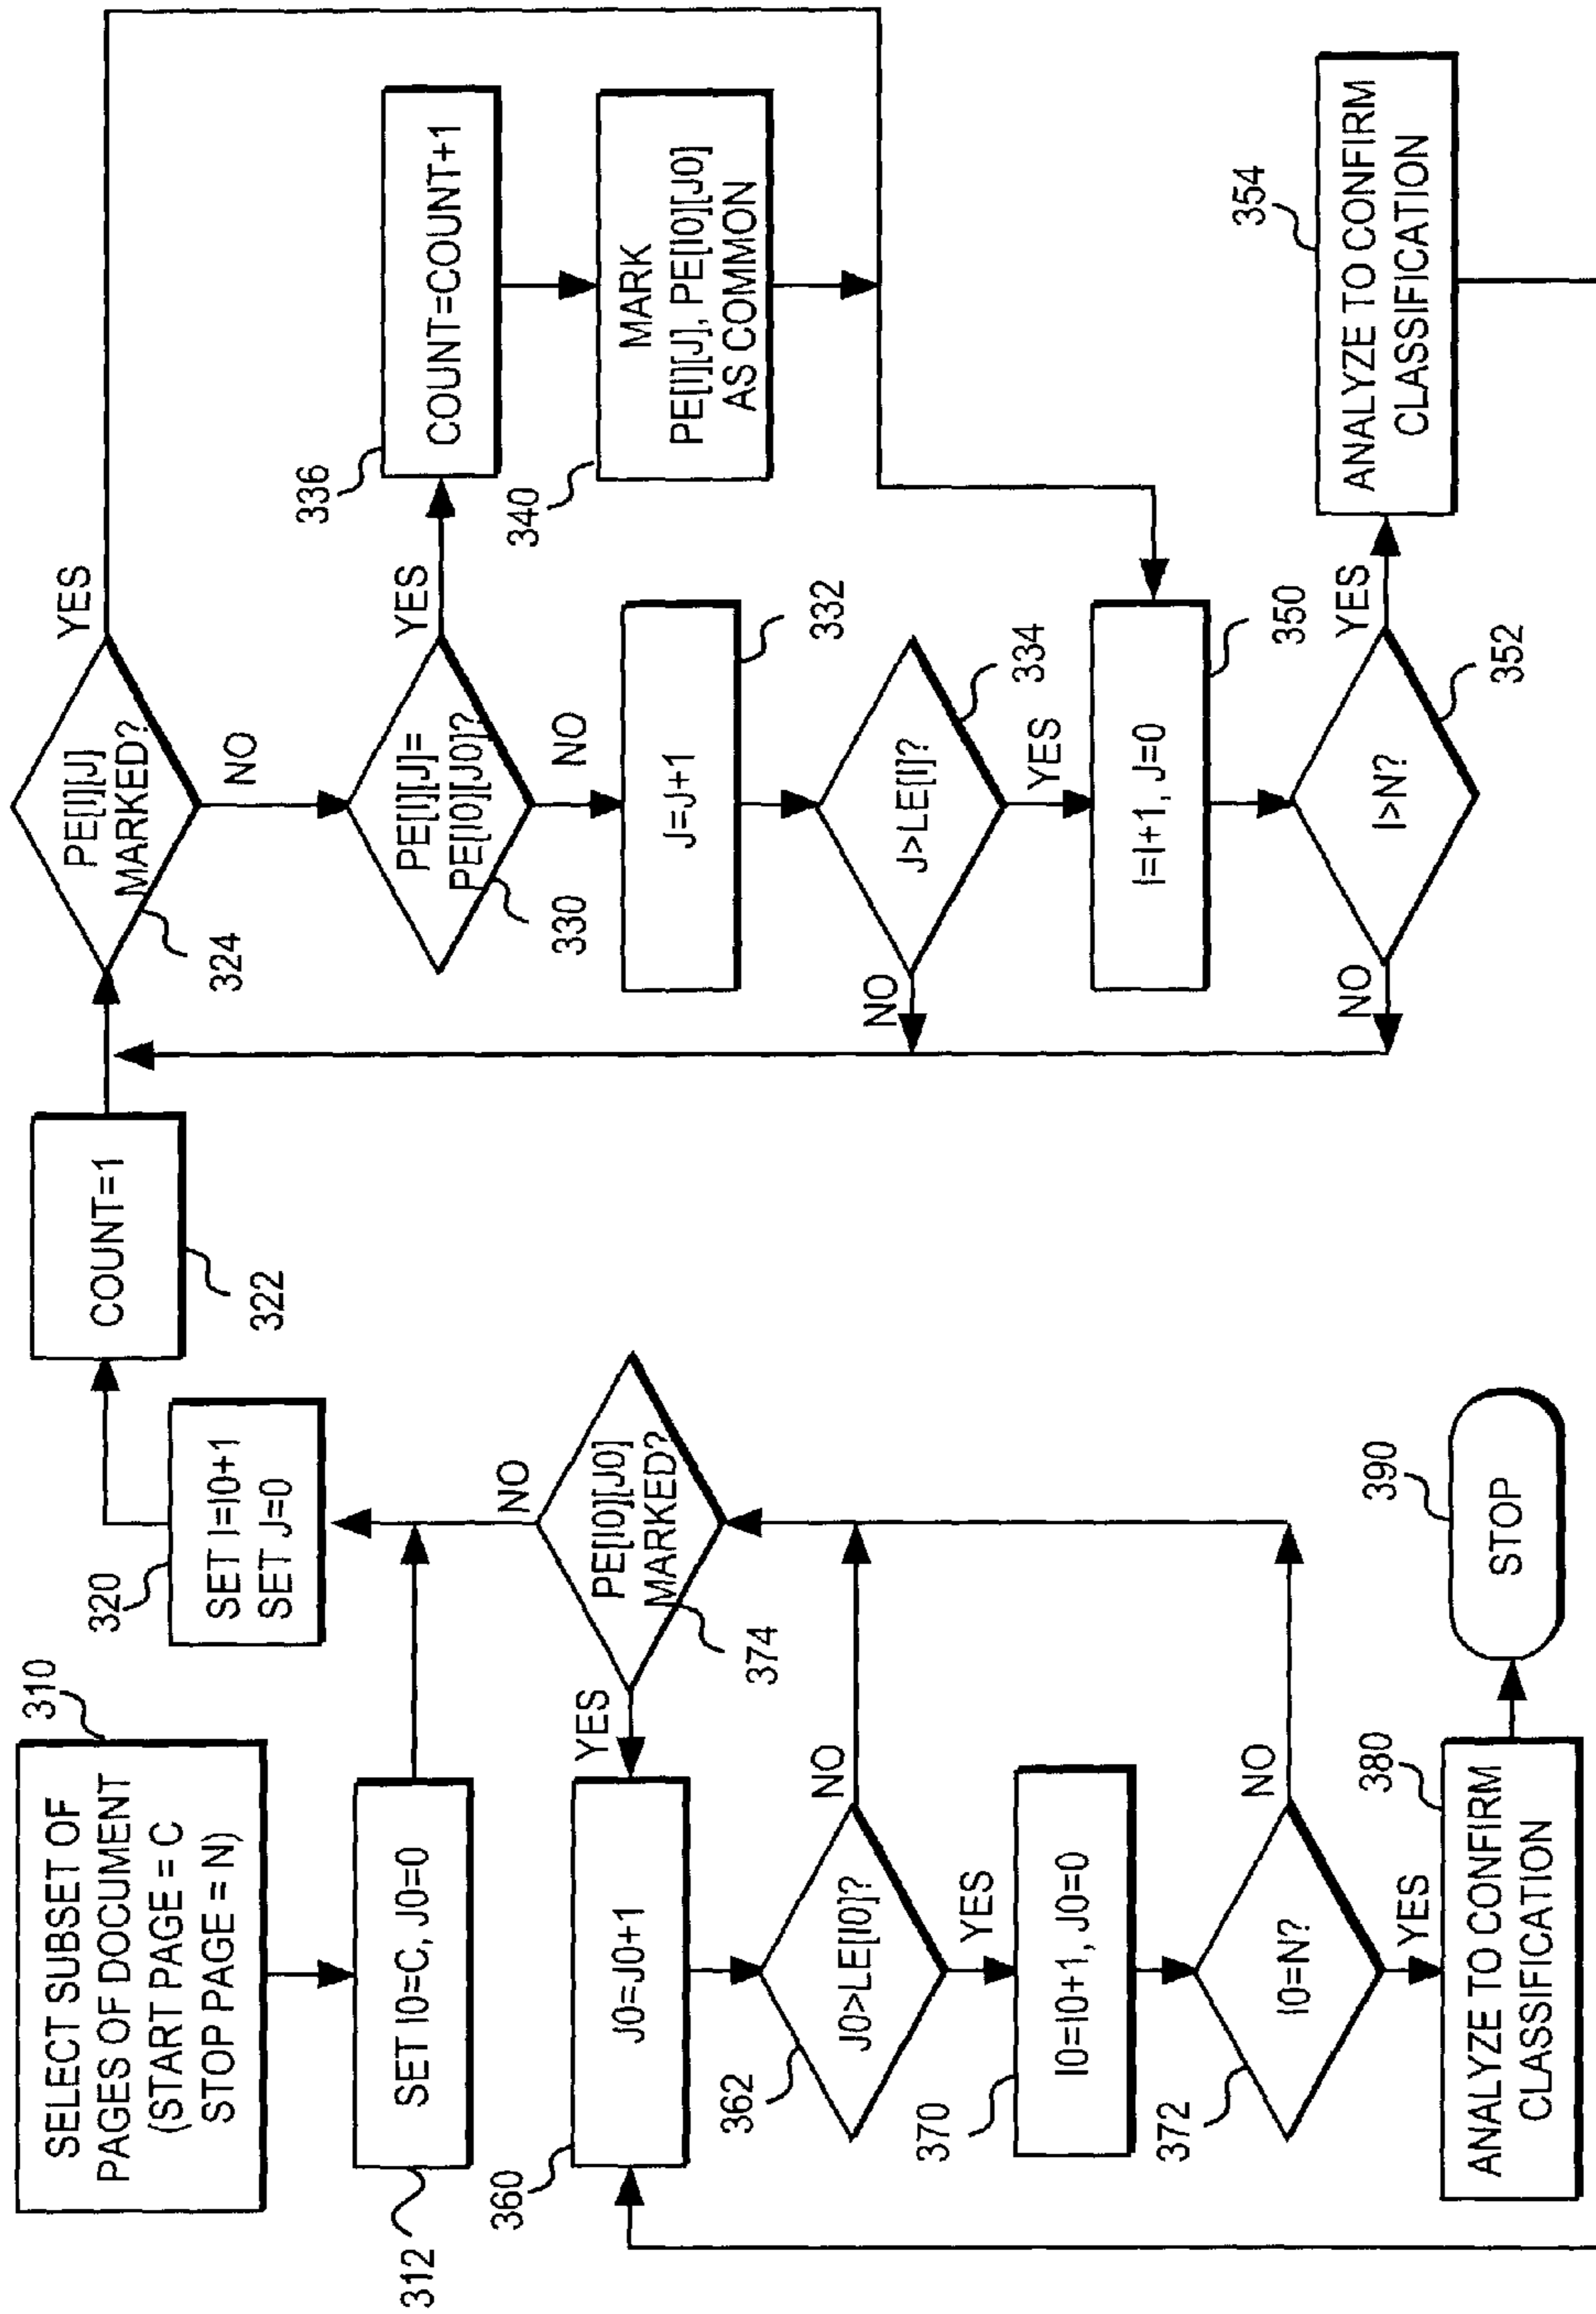 310
SELECT SUBSET OF
PAGES OF DOCUMENT
(START PAGE = C
STOP PAGE = N)
312
SET I0=C, J0=0
320
SET I=I0+1
SET J=0
322
COUNT=1
374
PE[I0][J0]
MARKED?
YES
NO
360
J0=J0+1
362
J0>LE[I0]?
NO
YES
370
I0=I0+1, J0=0
372
I0=N?
NO
YES
380
ANALYZE TO CONFIRM
CLASSIFICATION
390
STOP
324
PE[I][J]
MARKED?
YES
NO
330
PE[I][J]=
PE[I0][J0]?
YES
NO
336
COUNT=COUNT+1
340
MARK
PE[I][J], PE[I0][J0]
AS COMMON
332
J=J+1
334
J>LE[I]?
NO
YES
350
I=I+1, J=0
352
I>N?
NO
YES
354
ANALYZE TO CONFIRM
CLASSIFICATION